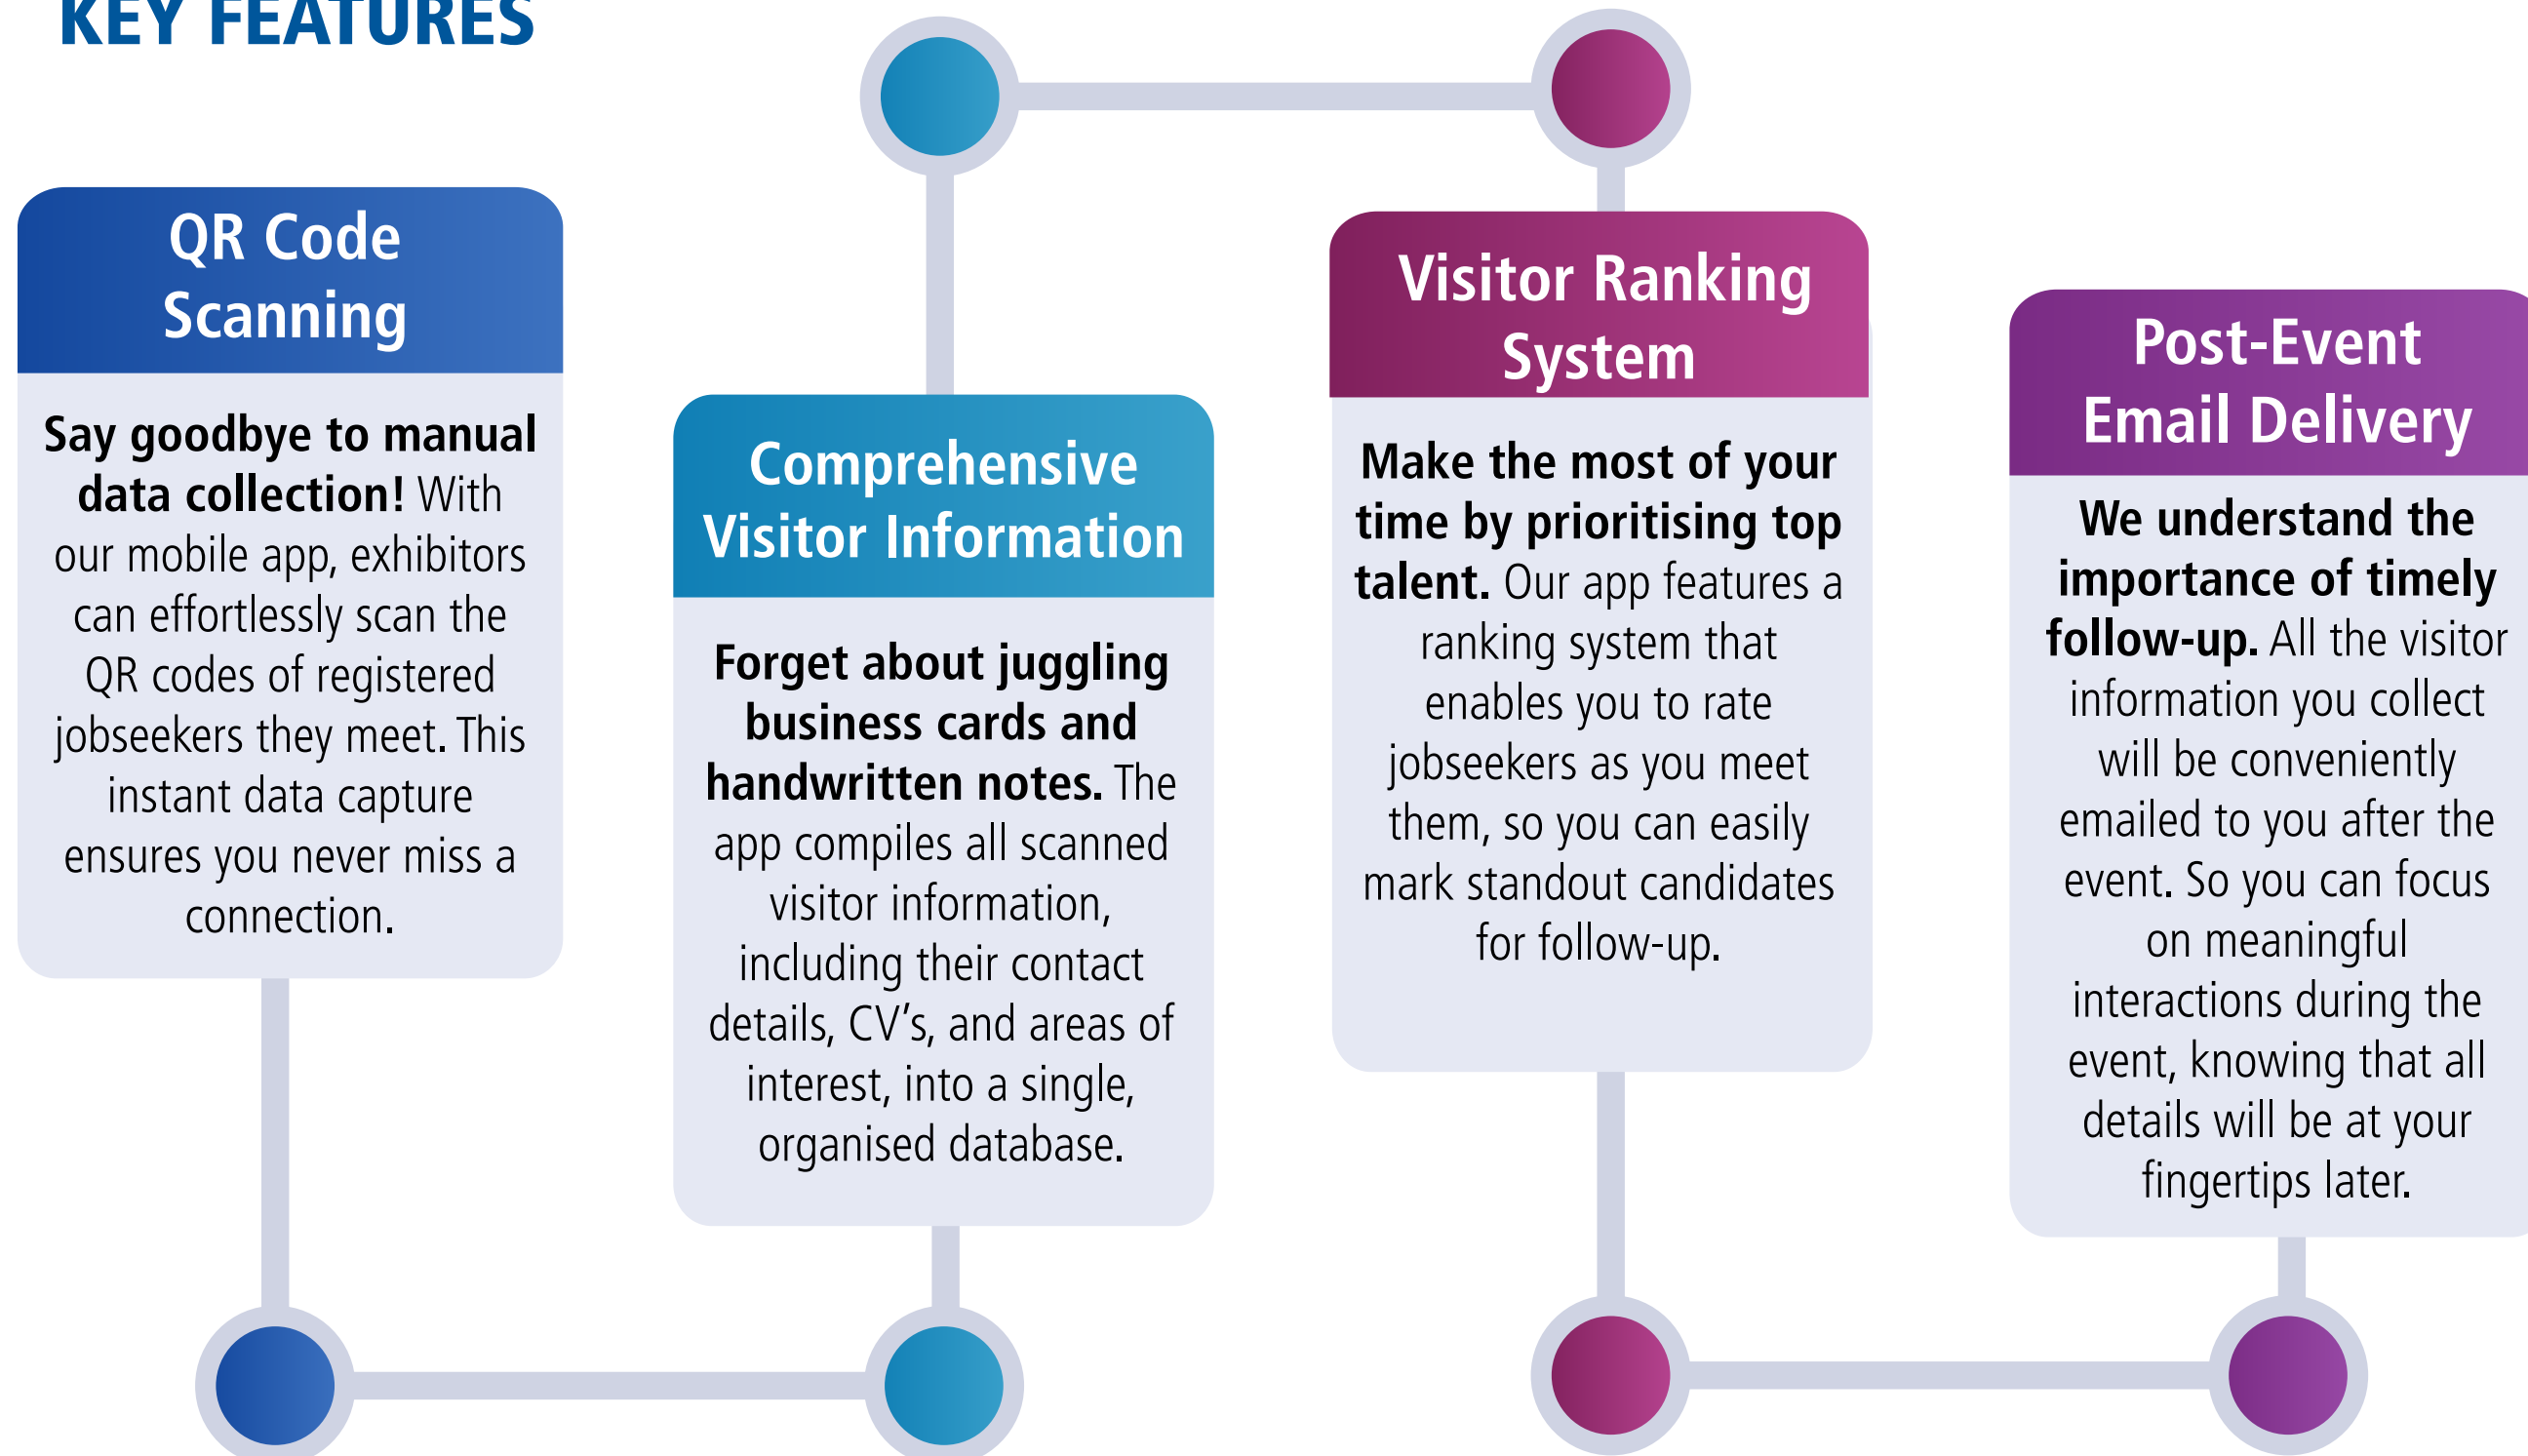 KEY FEATURES
QR Code
Scanning
Say goodbye to manual
data collection! With
our mobile app, exhibitors
can effortlessly scan the
QR codes of registered
jobseekers they meet. This
instant data capture
ensures you never miss a
connection.
Comprehensive
Visitor Information
Forget about juggling
business cards and
handwritten notes. The
app compiles all scanned
visitor information,
including their contact
details, CV’s, and areas of
interest, into a single,
organised database.
Visitor Ranking
System
Make the most of your
time by prioritising top
talent. Our app features a
ranking system that
enables you to rate
jobseekers as you meet
them, so you can easily
mark standout candidates
for follow-up.
Post-Event
Email Delivery
We understand the
importance of timely
follow-up. All the visitor
information you collect
will be conveniently
emailed to you after the
event. So you can focus
on meaningful
interactions during the
event, knowing that all
details will be at your
fingertips later.